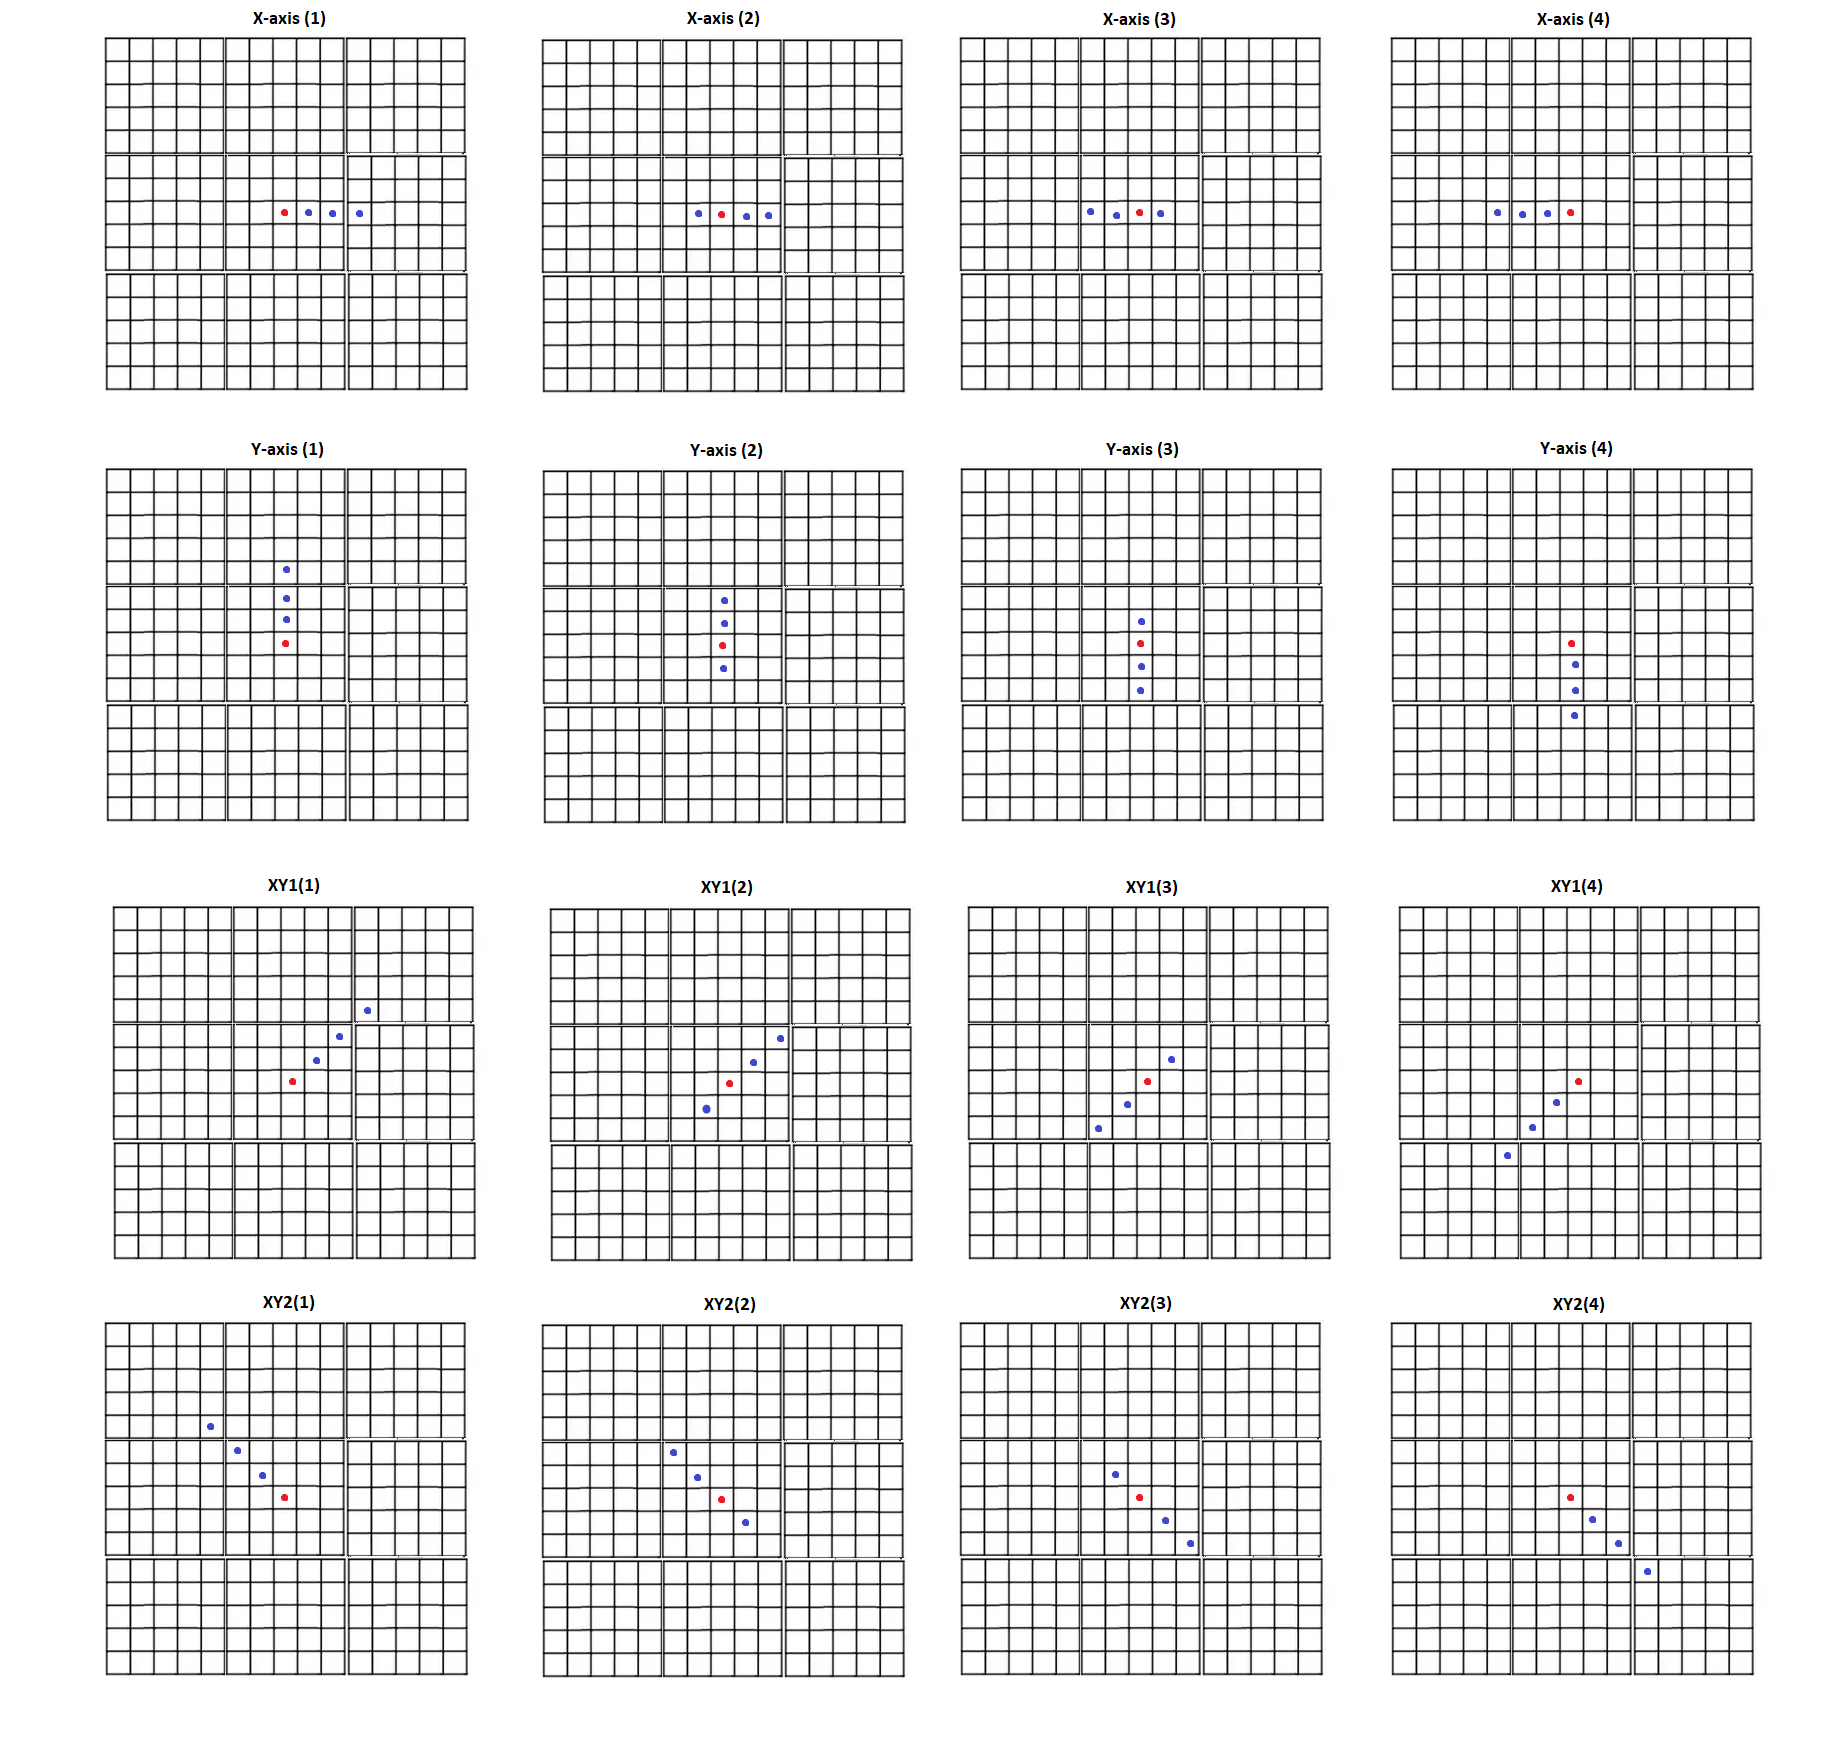 X-axis (1)
X-axis (2)
X-axis (3)
X-axis (4)
Y-axis (1)
Y-axis (2)
Y-axis (3)
Y-axis (4)
XY1(1)
XY1(2)
XY1(3)
XY1(4)
XY2(1)
XY2(2)
XY2(3)
XY2(4)